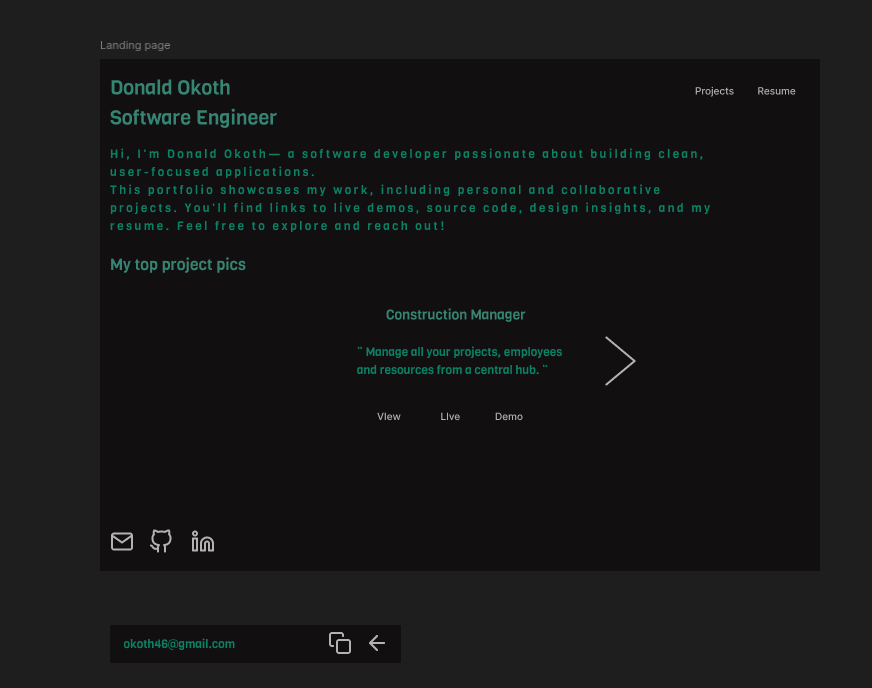 Landing page
Donald Okoth
Projects Resume
Software Engineer
Hi, I'm Donald Okoth— a software developer passionate about building clean,
user-focused applications.
This portfolio showcases my work, including personal and collaborative
projects. You'll find links to live demos, source code, design insights, and my
resume. Feel free to explore and reach out!
My top project pics
Construction Manager
" Manage all your projects, employees
and resources from a central hub. "
View Live Demo
okoth46@gmail.com